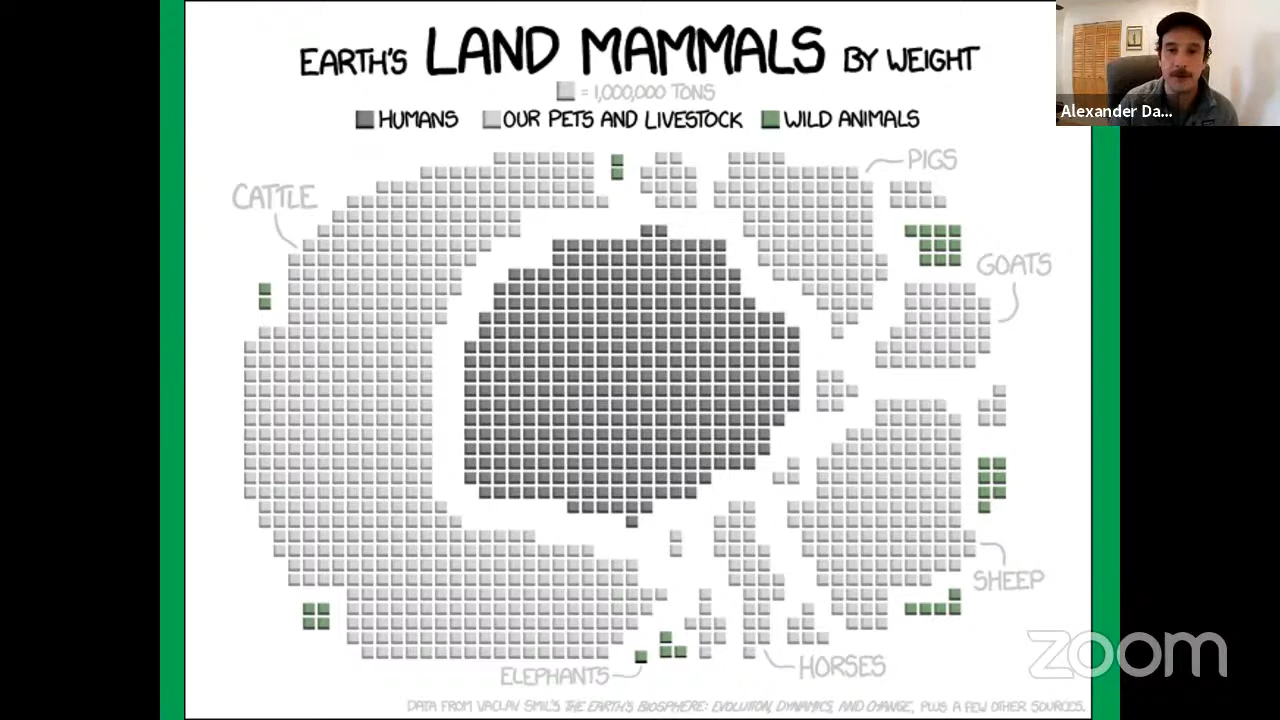 EARTH'S LAND MAMMALS BY WEIGHT
= 1,000,000 TONS
HUMANS OUR PETS AND LIVESTOCK WILD ANIMALS
Alexander Da...
PIGS
CATTLE
GOATS
SHEEP
HORSES
ELEPHANTS
zoom
DATA FROM VACLAV SMIL'S THE EARTH'S BIOSPHERE: EVOLUTION, DYNAMICS, AND CHANGE, PLUS A FEW OTHER SOURCES.